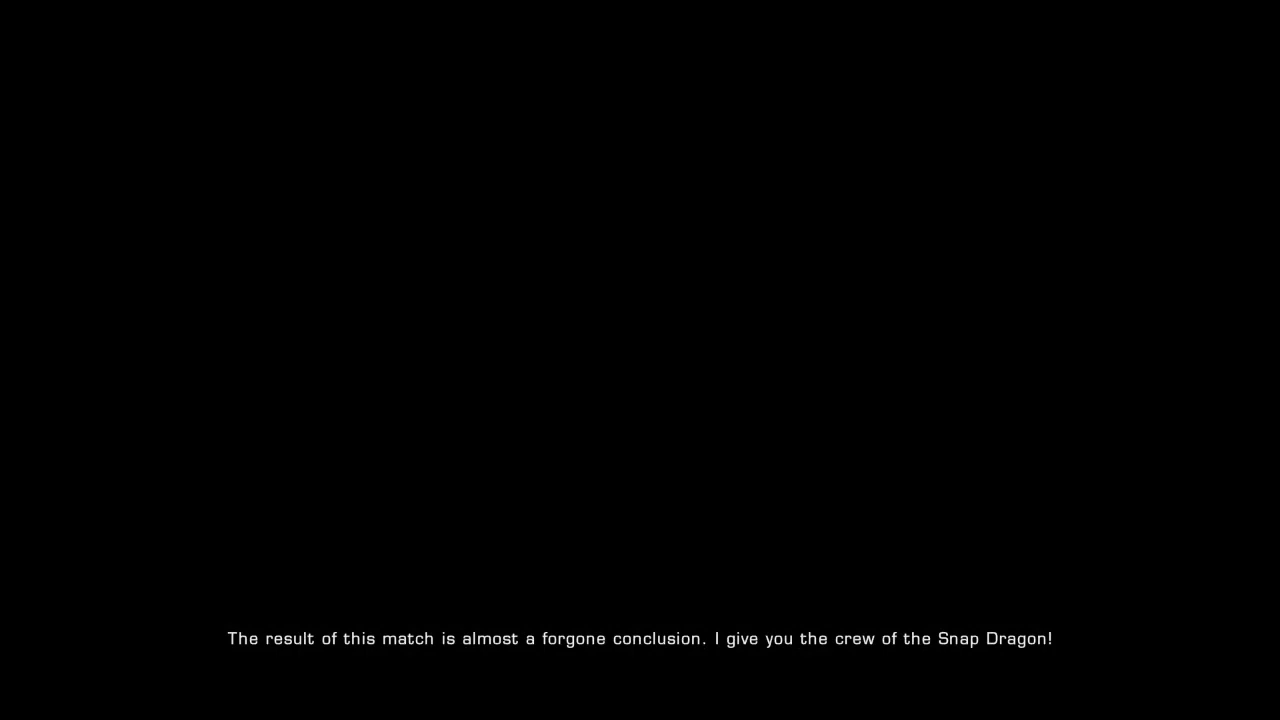 The result of this match is almost a forgone conclusion. I give you the crew of the Snap Dragon!